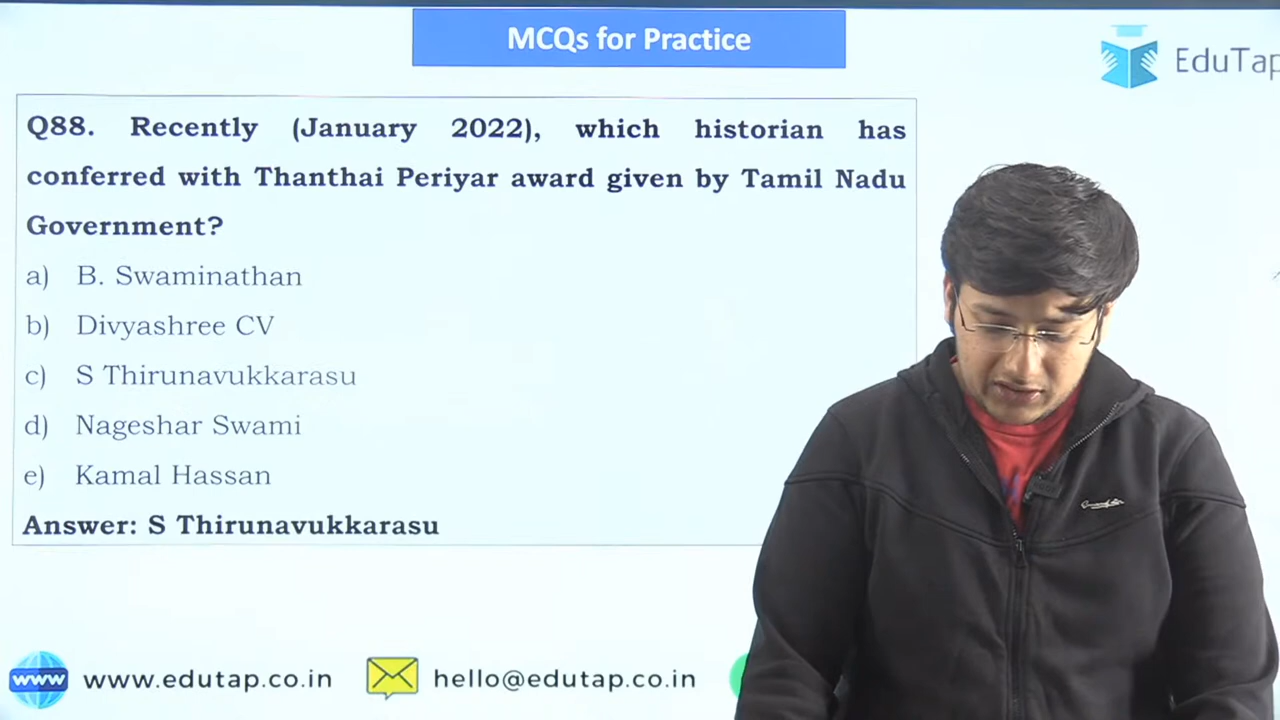 MCQs for Practice
EduTap
Q88. Recently (January 2022), which historian has
conferred with Thanthai Periyar award given by Tamil Nadu
Government?
a) B. Swaminathan
b) Divyashree CV
c) S Thirunavukkarasu
d) Nageshar Swami
e) Kamal Hassan
Answer: S Thirunavukkarasu
www www.edutap.co.in hello@edutap.co.in